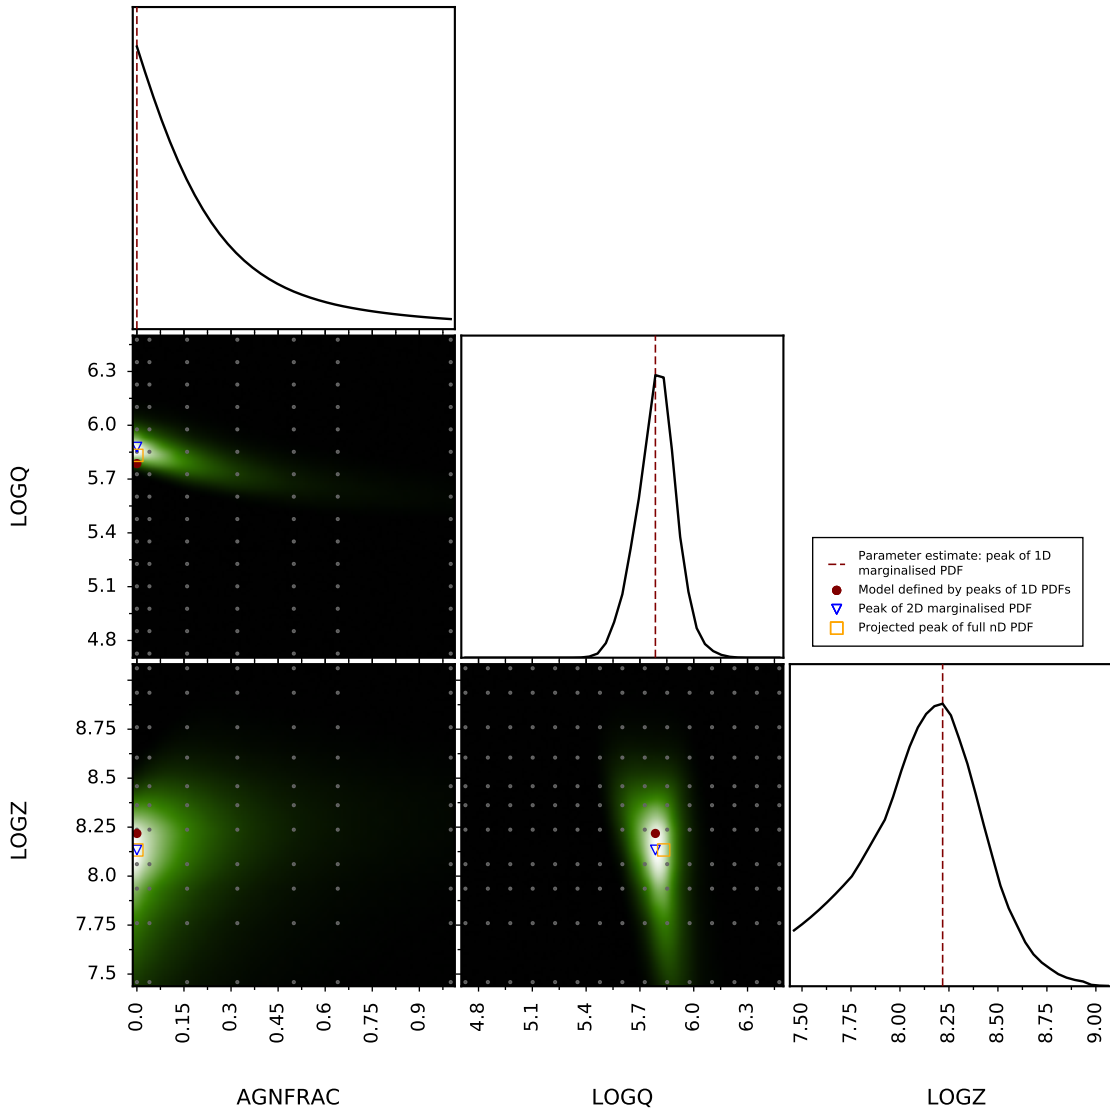 6.3
6.0
5.7
5.4
5.1
4.8
LOGQ
Parameter estimate: peak of 1D
marginalised PDF
Model defined by peaks of 1D PDFs
Peak of 2D marginalised PDF
Projected peak of full nD PDF
8.75
8.5
8.25
8.0
7.75
7.5
LOGZ
0.0 0.15 0.3 0.45 0.6 0.75 0.9
4.8 5.1 5.4 5.7 6.0 6.3
7.50 7.75 8.00 8.25 8.50 8.75 9.00
AGNFRAC LOGQ LOGZ